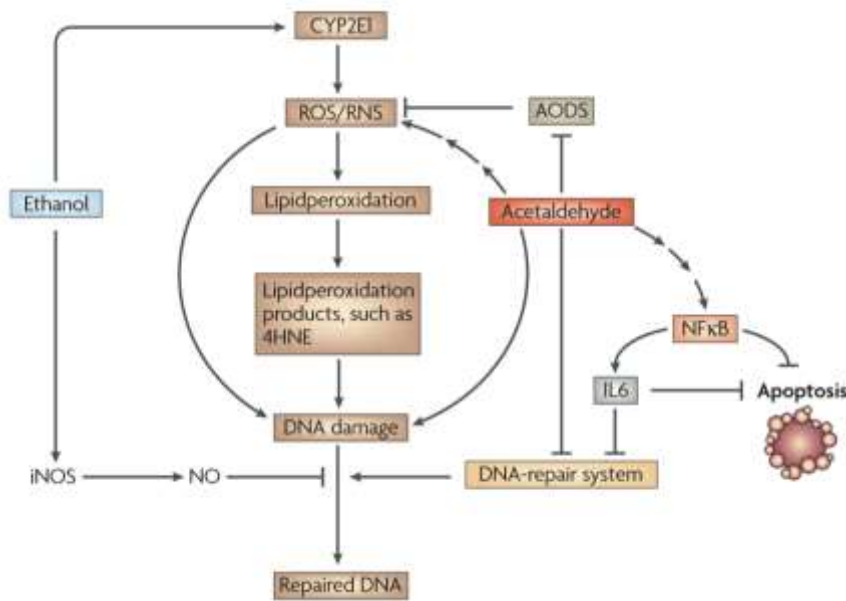 CYP2E1
ROS/RNS
AODS
Ethanol
Lipidperoxidation
Acetaldehyde
Lipidperoxidation
products, such as
4HNE
NFκB
IL6
Apoptosis
DNA damage
iNOS
NO
DNA-repair system
Repaired DNA